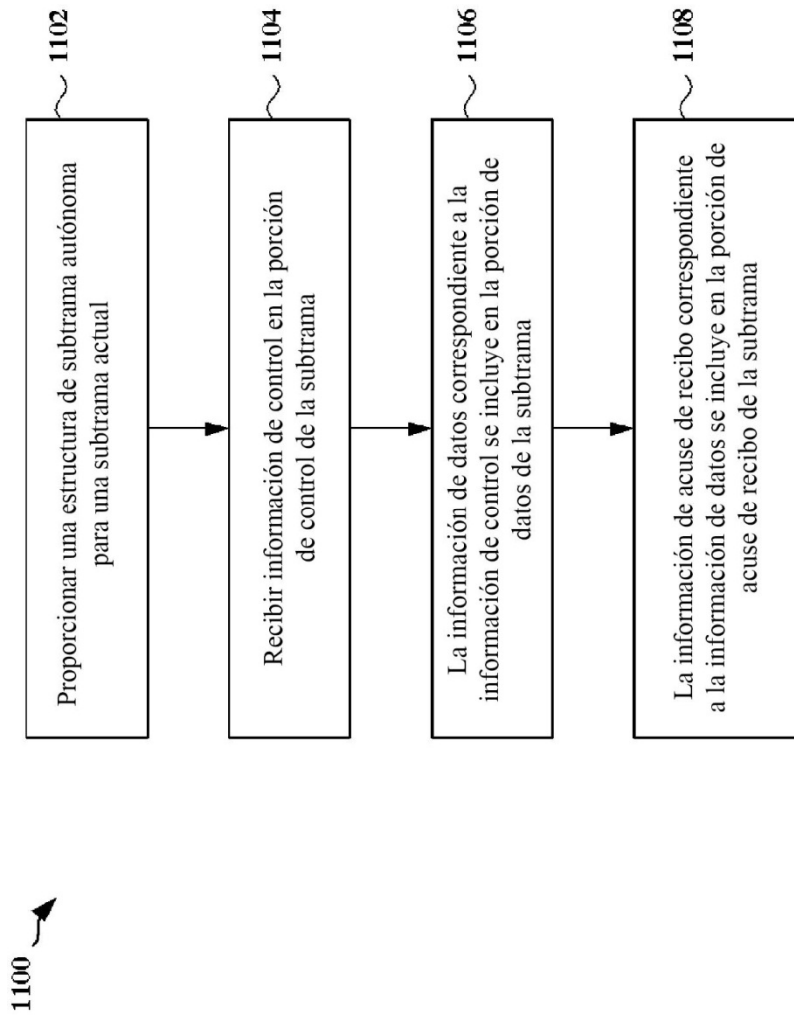 1100
Proporcionar una estructura de subtrama autónoma
para una subtrama actual
1102
Recibir información de control en la porción
de control de la subtrama
1104
La información de datos correspondiente a la
información de control se incluye en la porción de
datos de la subtrama
1106
La información de acuse de recibo correspondiente
a la información de datos se incluye en la porción de
acuse de recibo de la subtrama
1108